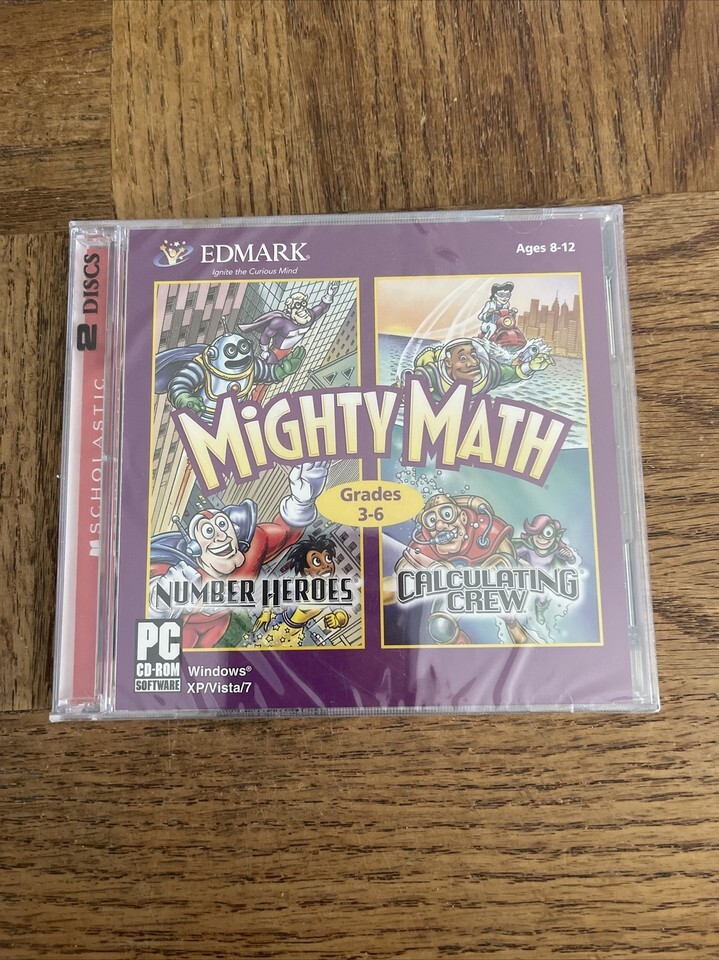 2 DISCS
SCHOLASTIC
EDMARK®
Ignite the Curious Mind
Ages 8-12
MiGHTY MATH
Grades
3-6
NUMBER HEROES®
CALCULATING
CREW®
PC
CD-ROM
SOFTWARE
Windows®
XP/Vista/7